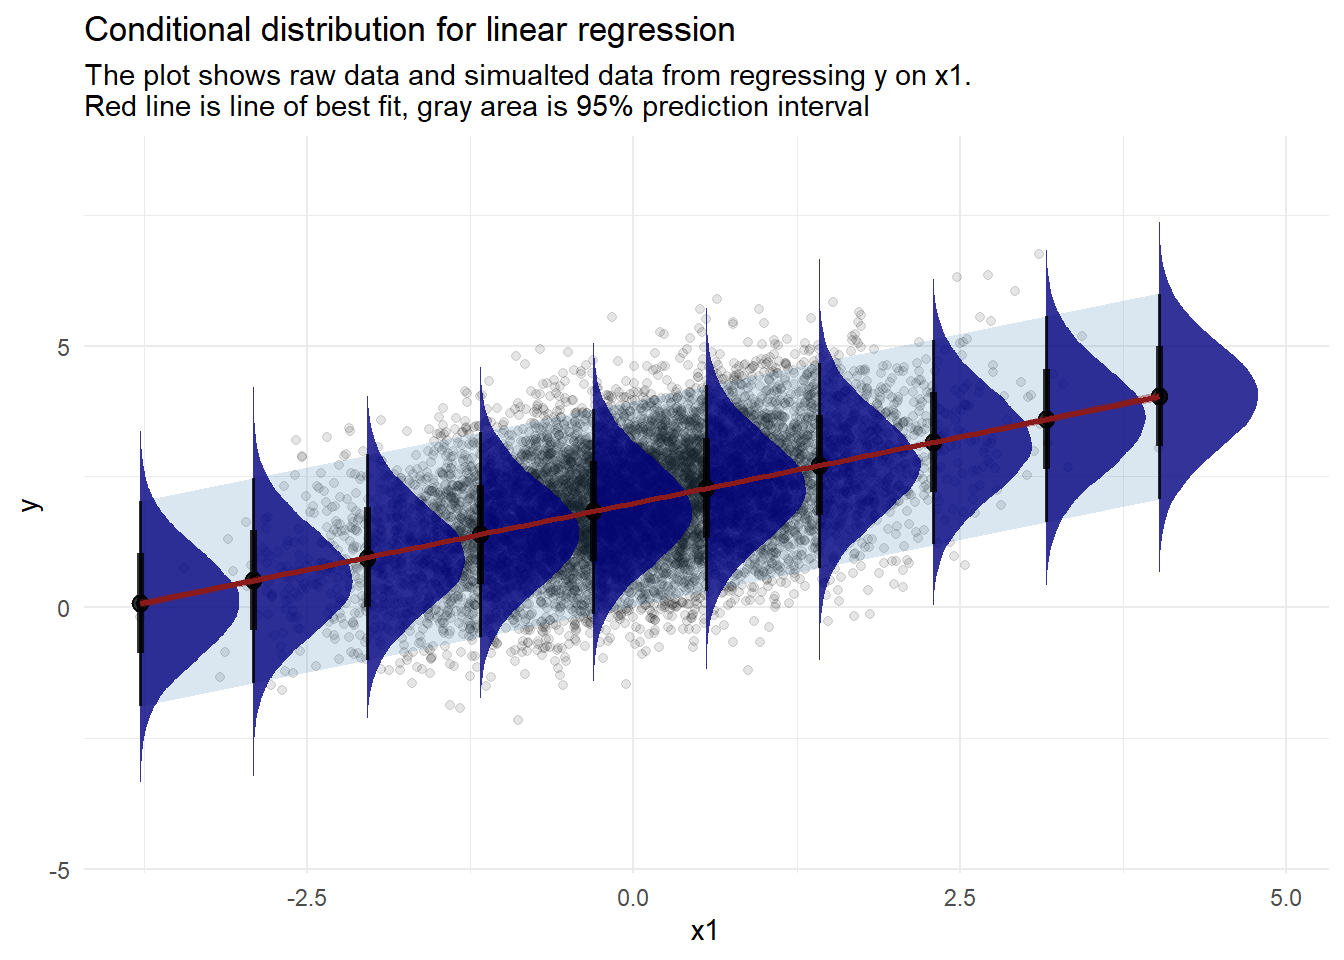 Conditional distribution for linear regression
The plot shows raw data and simualted data from regressing y on x1.
Red line is line of best fit, gray area is 95% prediction interval
5
0
-5
y
-2.5
0.0
2.5
5.0
x1